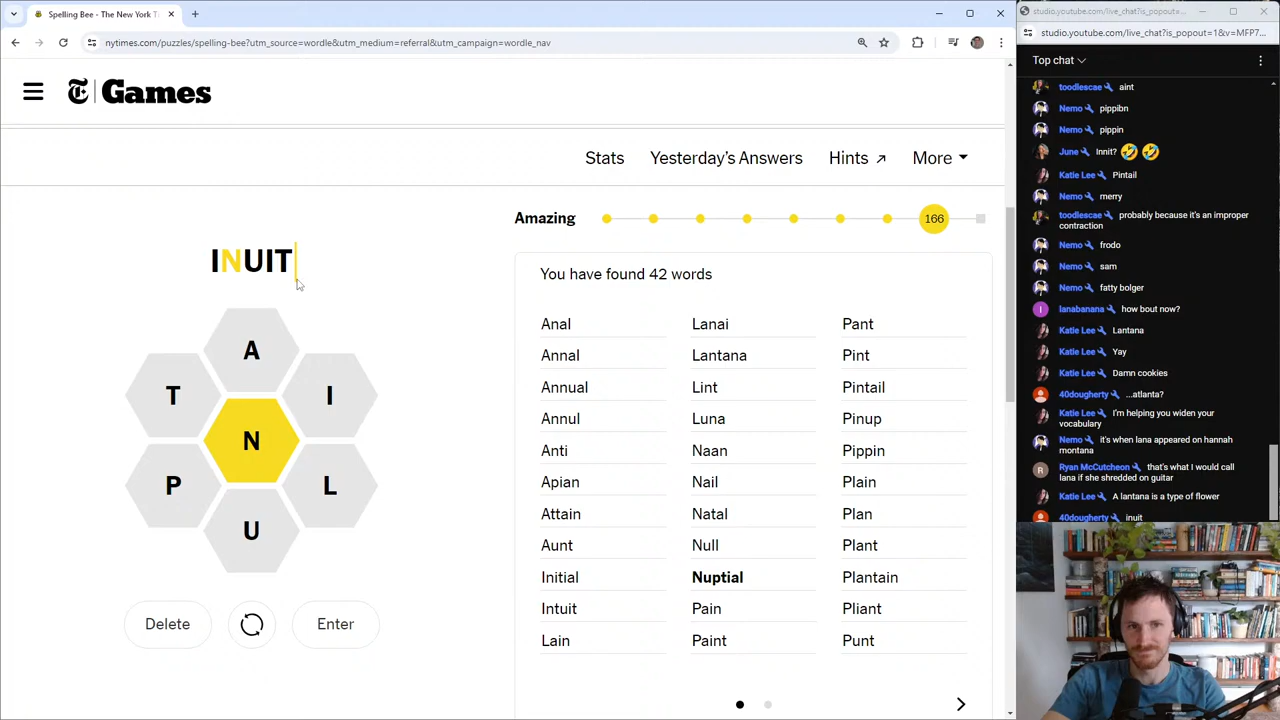 Spelling Bee - The New York T
studio.youtube.com/live_chat?is_popout=...
nytimes.com/puzzles/spelling-bee?utm_source=wordle&utm_medium=referral&utm_campaign=wordle_nav
studio.youtube.com/live_chat?is_popout=1&v=MFP7...
Games
Stats
Yesterday's Answers
Hints
More
Amazing
166
INUIT
You have found 42 words
A
T
I
N
P
L
U
Delete
Enter
Anal
Annal
Annual
Annul
Anti
Apian
Attain
Aunt
Initial
Intuit
Lain
Lanai
Lantana
Lint
Luna
Naan
Nail
Natal
Null
Nuptial
Pain
Paint
Pant
Pint
Pintail
Pinup
Pippin
Plain
Plan
Plant
Plantain
Pliant
Punt
Top chat
toodlescae aint
Nemo pippibn
Nemo pippin
June Innit?
Katie Lee Pintail
Nemo merry
toodlescae probably because it's an improper
contraction
Nemo frodo
Nemo sam
Nemo fatty bolger
I
lanabanana how bout now?
Katie Lee Lantana
Katie Lee Yay
Katie Lee Damn cookies
40dougherty ...atlanta?
Katie Lee I'm helping you widen your
vocabulary
Nemo it's when lana appeared on hannah
montana
R
Ryan McCutcheon that's what I would call
lana if she shredded on guitar
Katie Lee A lantana is a type of flower
40dougherty inuit